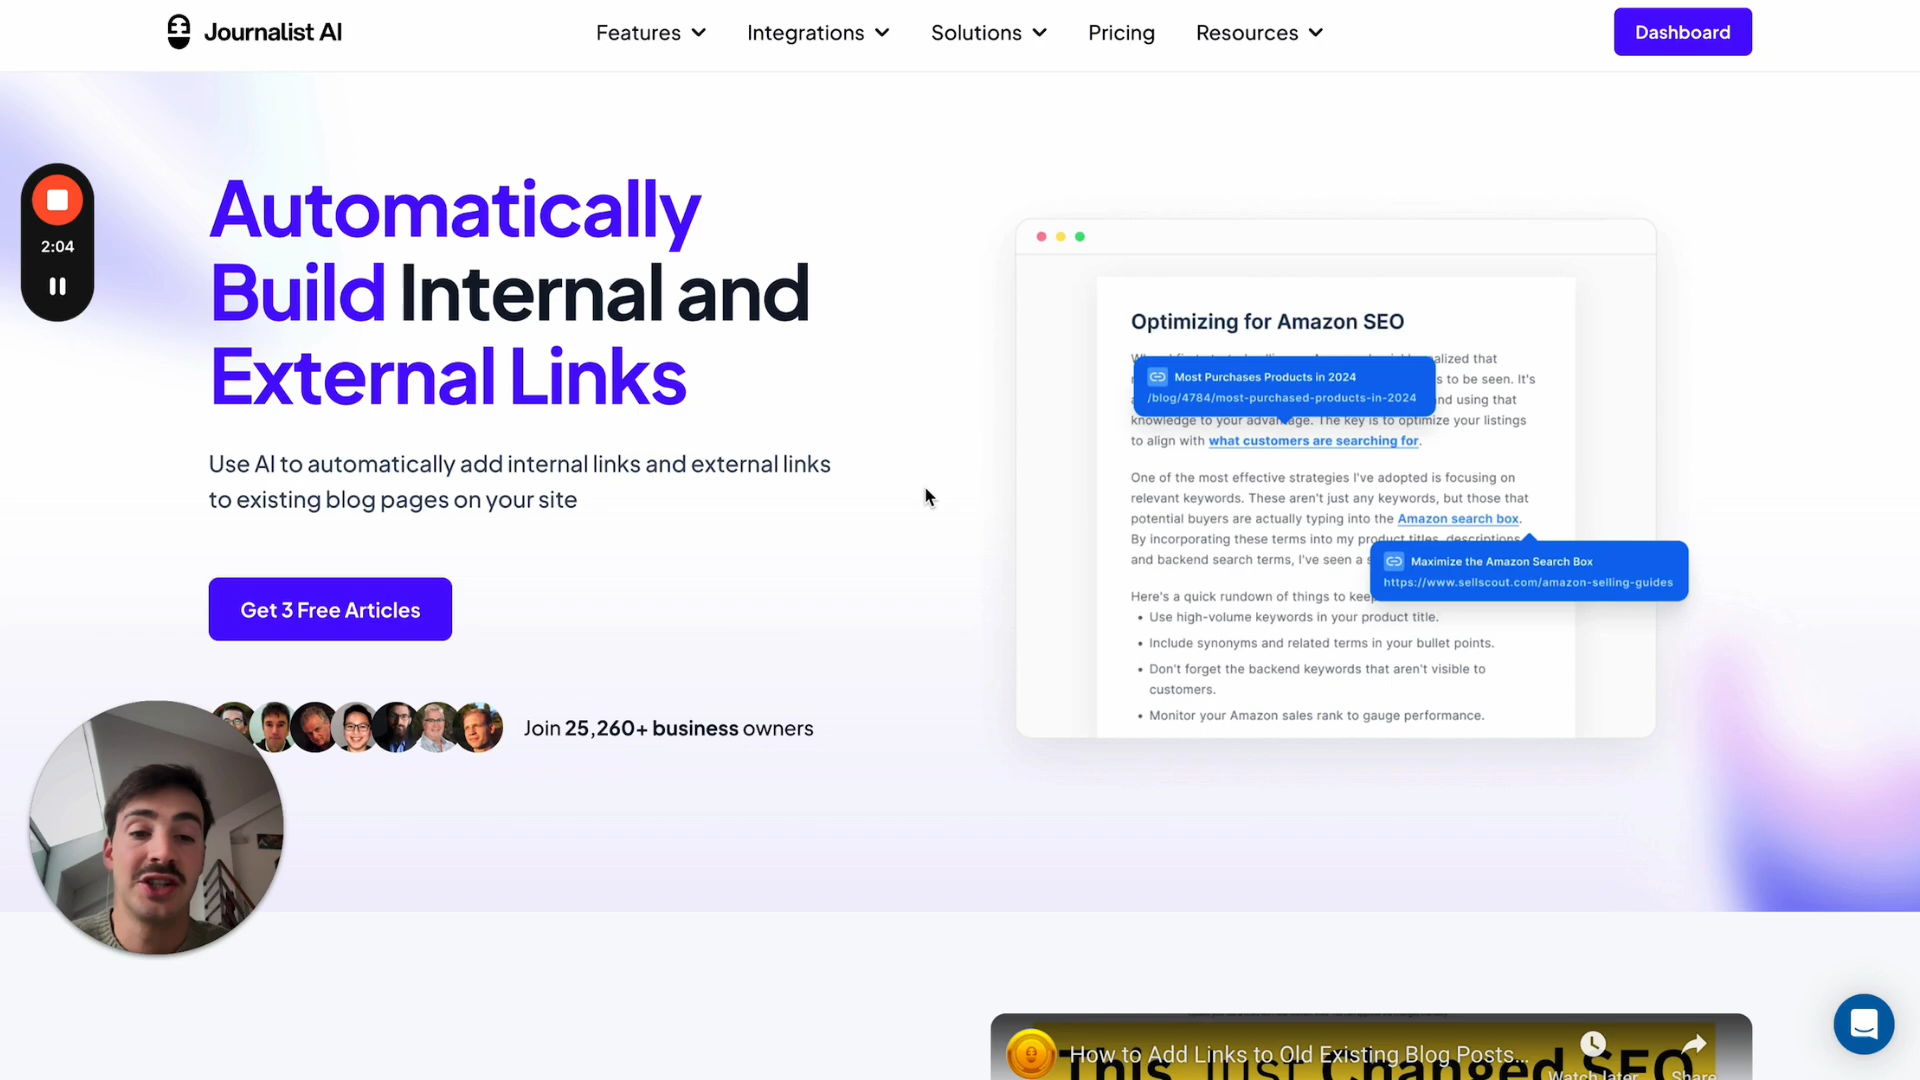 Journalist AI
Features
Integrations
Solutions
Pricing
Resources
Dashboard
2:04
Automatically
Build Internal and
External Links
Use AI to automatically add internal links and external links
to existing blog pages on your site
Get 3 Free Articles
Join 25,260+ business owners
Optimizing for Amazon SEO
alized that
Most Purchases Products in 2024
s to be seen. It's
/blog/4784/most-purchased-products-in-2024
nd using that
knowledge to your advantage. The key is to optimize your listings
to align with what customers are searching for.
One of the most effective strategies I've adopted is focusing on
relevant keywords. These aren't just any keywords, but those that
potential buyers are actually typing into the Amazon search box.
By incorporating these terms into my product titles, descriptions
and backend search terms, I've seen a
Maximize the Amazon Search Box
https://www.sellscout.com/amazon-selling-guides
Here's a quick rundown of things to keep
• Use high-volume keywords in your product title.
• Include synonyms and related terms in your bullet points.
• Don't forget the backend keywords that aren't visible to
customers.
• Monitor your Amazon sales rank to gauge performance.
How to Add Links to Old Existing Blog Posts...
This Just Changed SEO
Watch later
Share